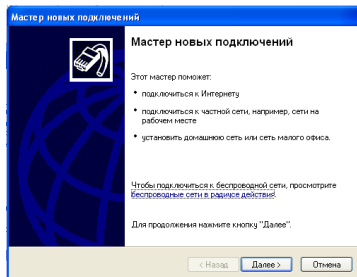 Мастер новых подключений
Мастер новых подключений
Этот мастер поможет:
• подключиться к Интернету
• подключиться к частной сети, например, сети на
рабочем месте
• установить домашнюю сеть или сеть малого офиса.
Чтобы подключиться к беспроводной сети, просмотрите
беспроводные сети в радиусе действия.
Для продолжения нажмите кнопку "Далее".
< Назад
Далее >
Отмена